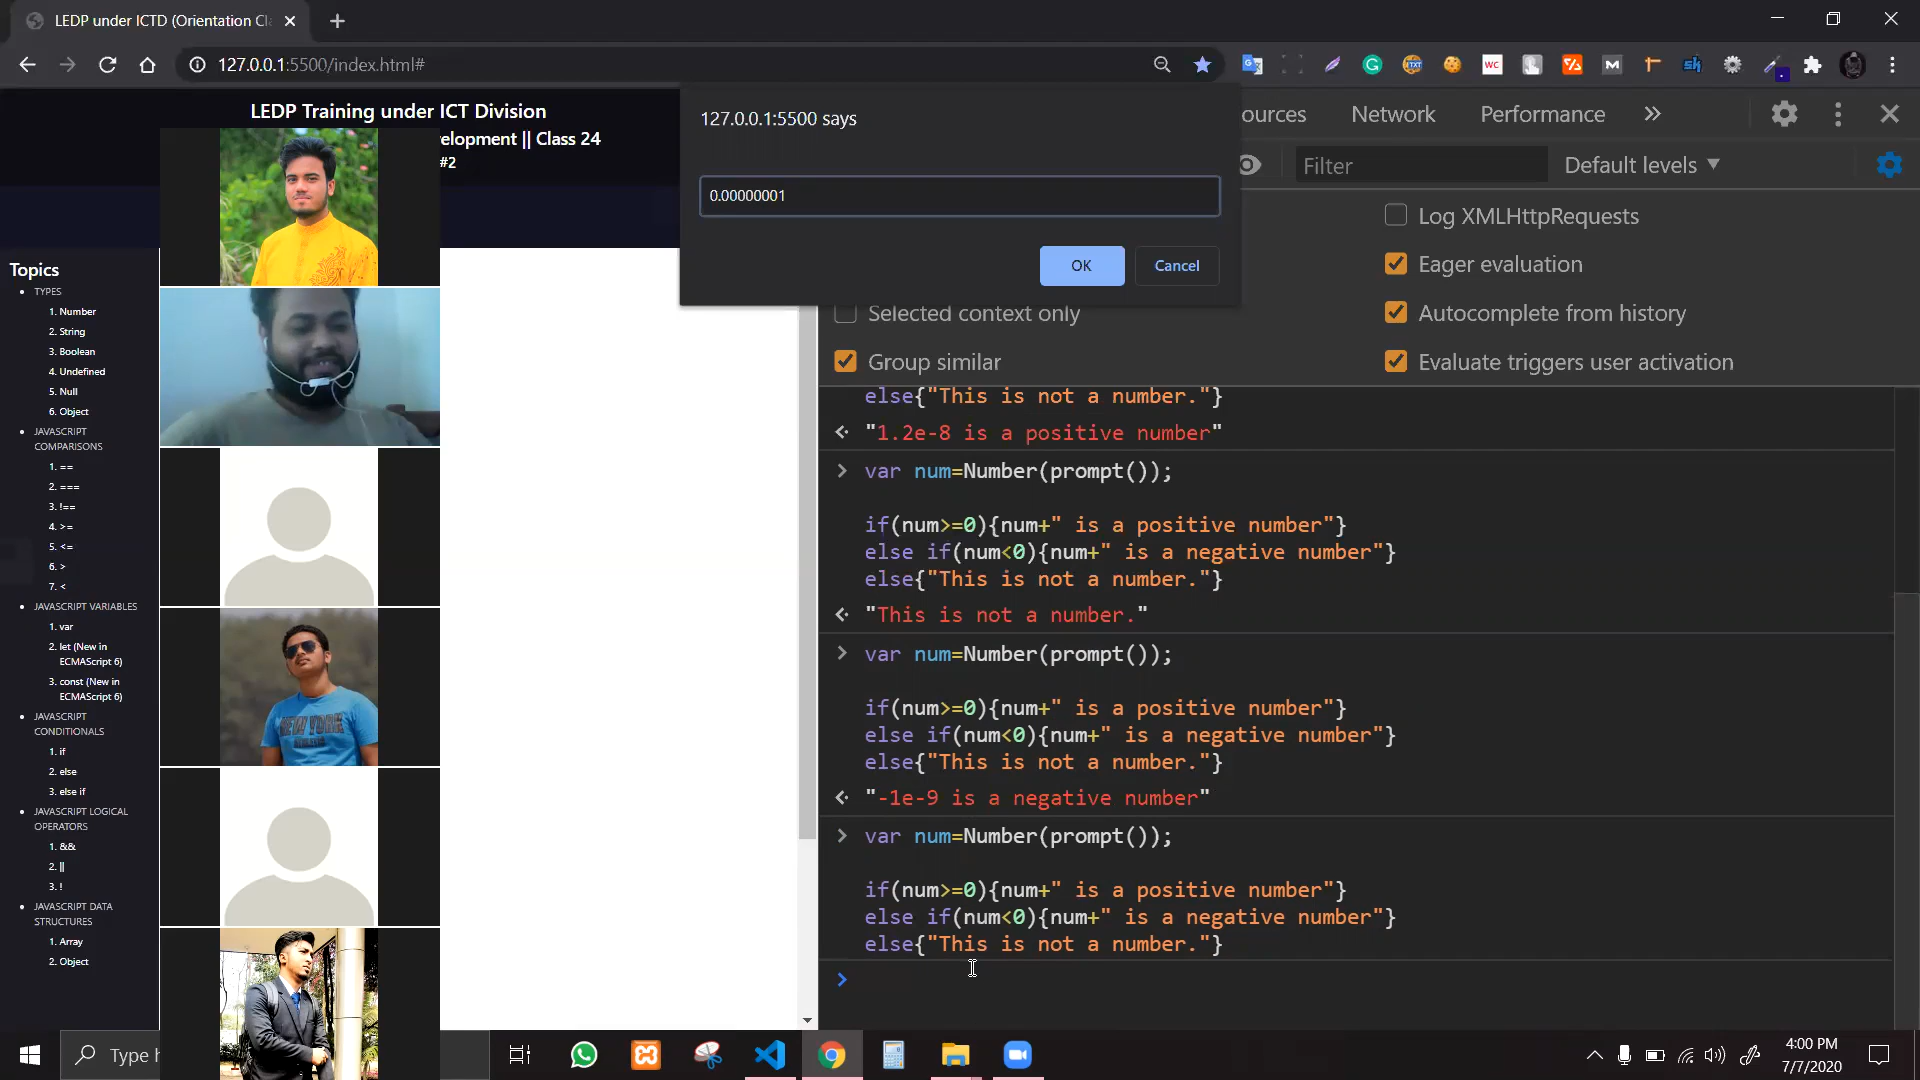 LEDP under ICTD (Orientation Cl
127.0.0.1:5500/index.html#
LEDP Training under ICT Division
elopment || Class 24
#2
127.0.0.1:5500 says
0.00000001
OK
Cancel
ources
Network
Performance
Filter
Default levels
Log XMLHttpRequests
Eager evaluation
Selected context only
Autocomplete from history
Group similar
Evaluate triggers user activation
Topics
TYPES
1. Number
2. String
3. Boolean
4. Undefined
5. Null
6. Object
JAVASCRIPT
COMPARISONS
1. ==
2. ===
3. !==
4. >=
5. <=
6. >
7. <
JAVASCRIPT VARIABLES
1. var
2. let (New in
ECMAScript 6)
3. const (New in
ECMAScript 6)
JAVASCRIPT
CONDITIONALS
1. if
2. else
3. else if
JAVASCRIPT LOGICAL
OPERATORS
1. &&
2. ||
3. !
JAVASCRIPT DATA
STRUCTURES
1. Array
2. Object
NEW YORK
else{"This is not a number."}
"1.2e-8 is a positive number"
var num=Number(prompt());
if(num>=0){num+" is a positive number"}
else if(num<0){num+" is a negative number"}
else{"This is not a number."}
"This is not a number."
var num=Number(prompt());
if(num>=0){num+" is a positive number"}
else if(num<0){num+" is a negative number"}
else{"This is not a number."}
"-1e-9 is a negative number"
var num=Number(prompt());
if(num>=0){num+" is a positive number"}
else if(num<0){num+" is a negative number"}
else{"This is not a number."}
Type h
4:00 PM
7/7/2020